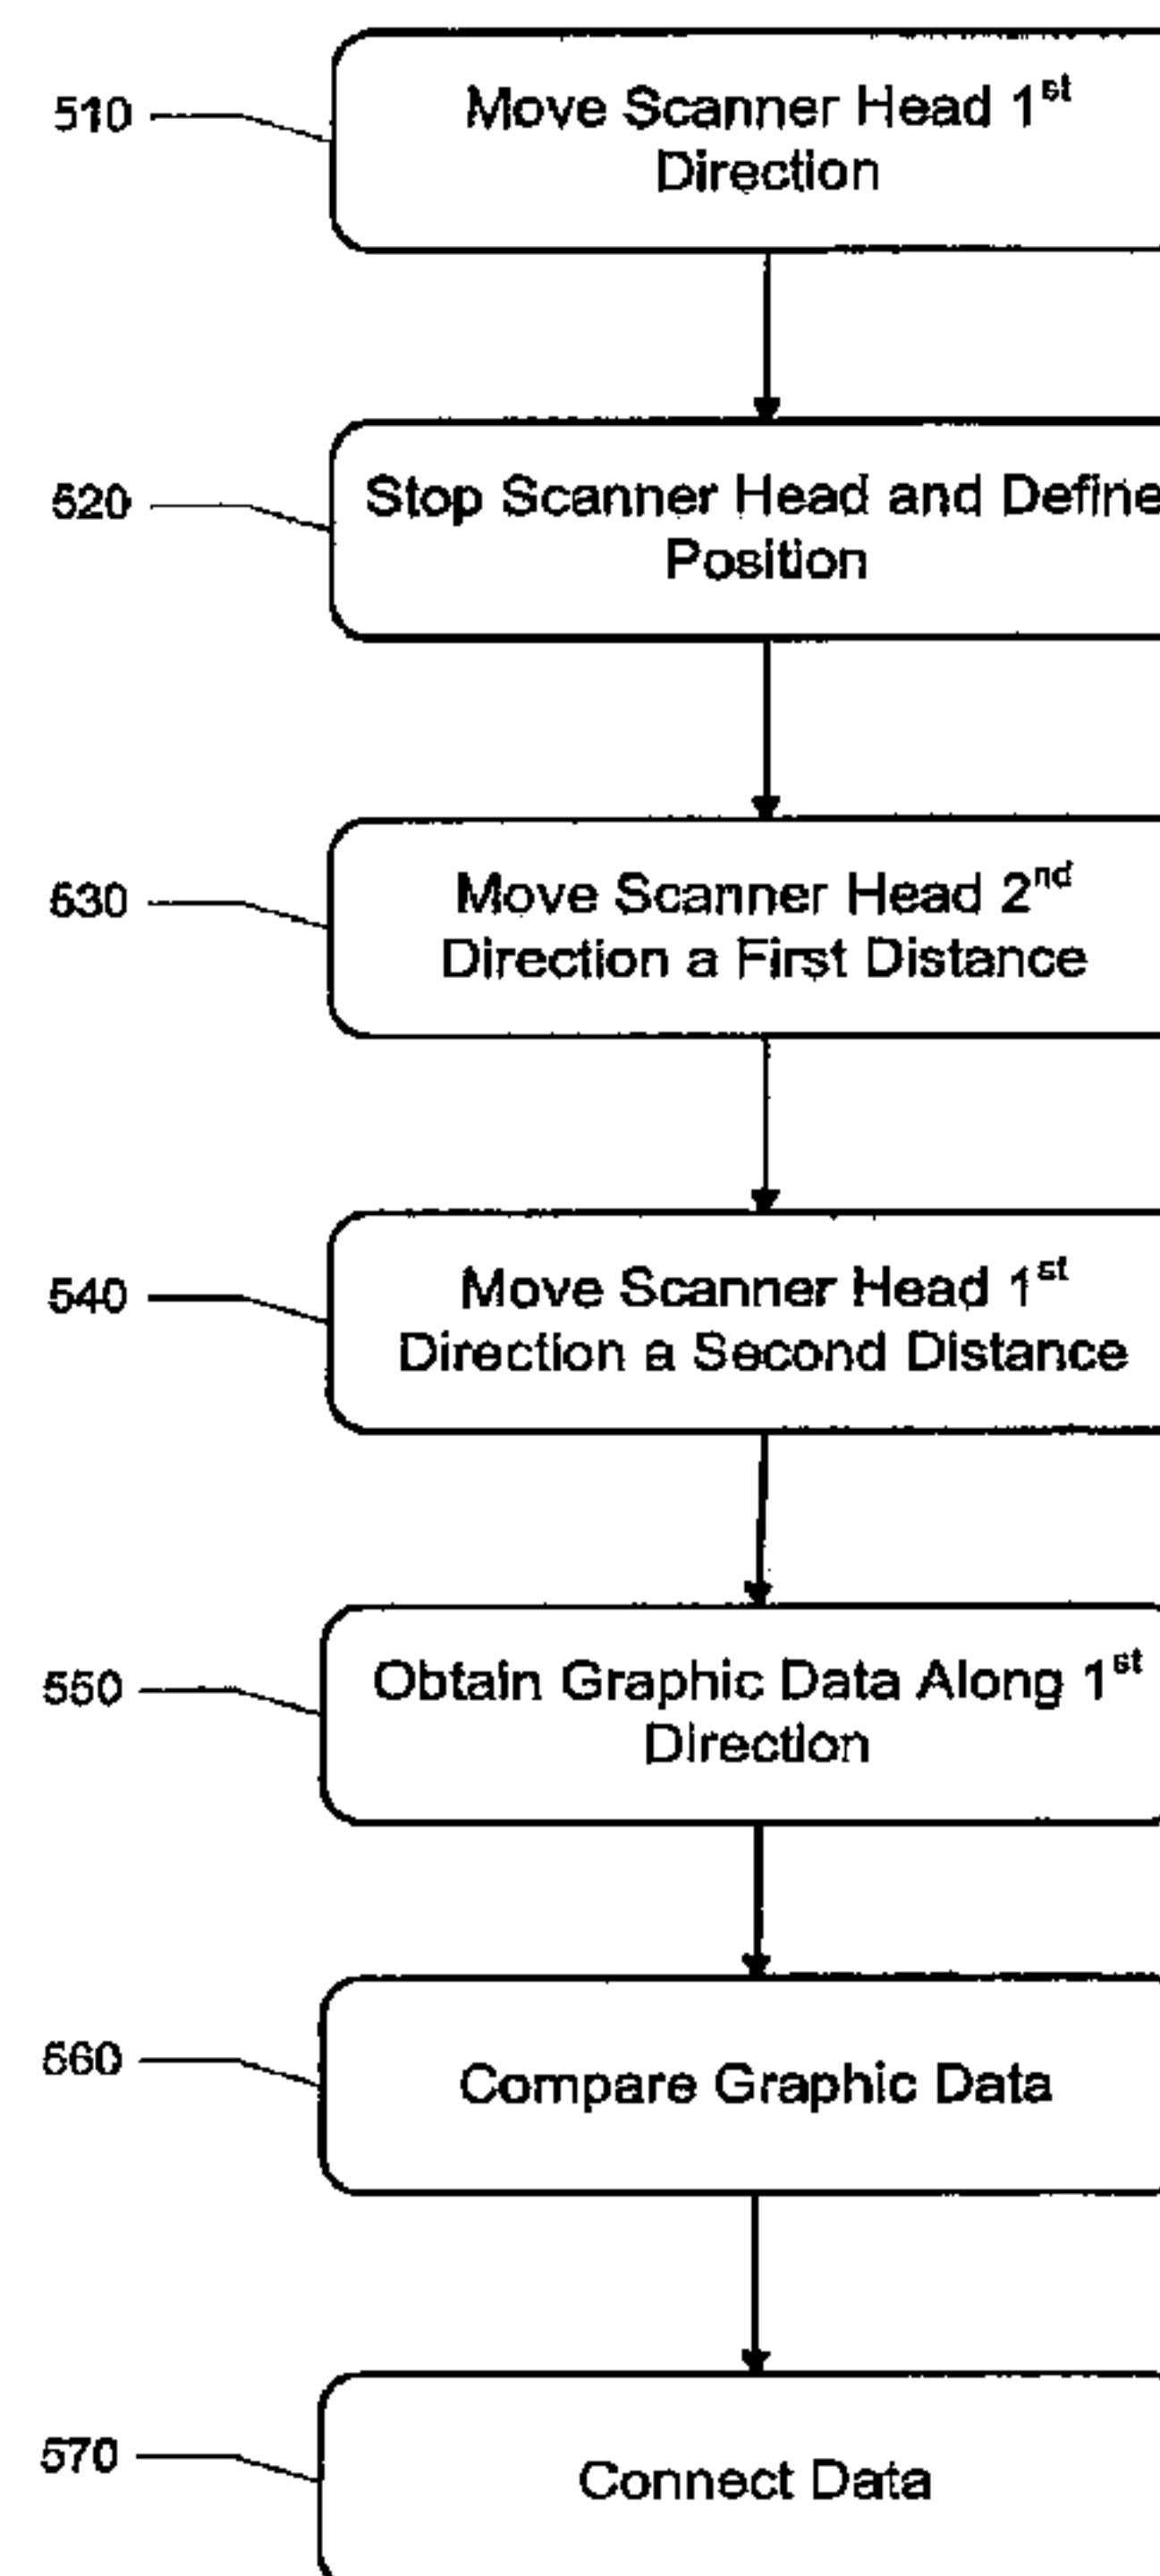 510
Move Scanner Head 1st
Direction
520
Stop Scanner Head and Define
Position
530
Move Scanner Head 2nd
Direction a First Distance
540
Move Scanner Head 1st
Direction a Second Distance
550
Obtain Graphic Data Along 1st
Direction
560
Compare Graphic Data
570
Connect Data